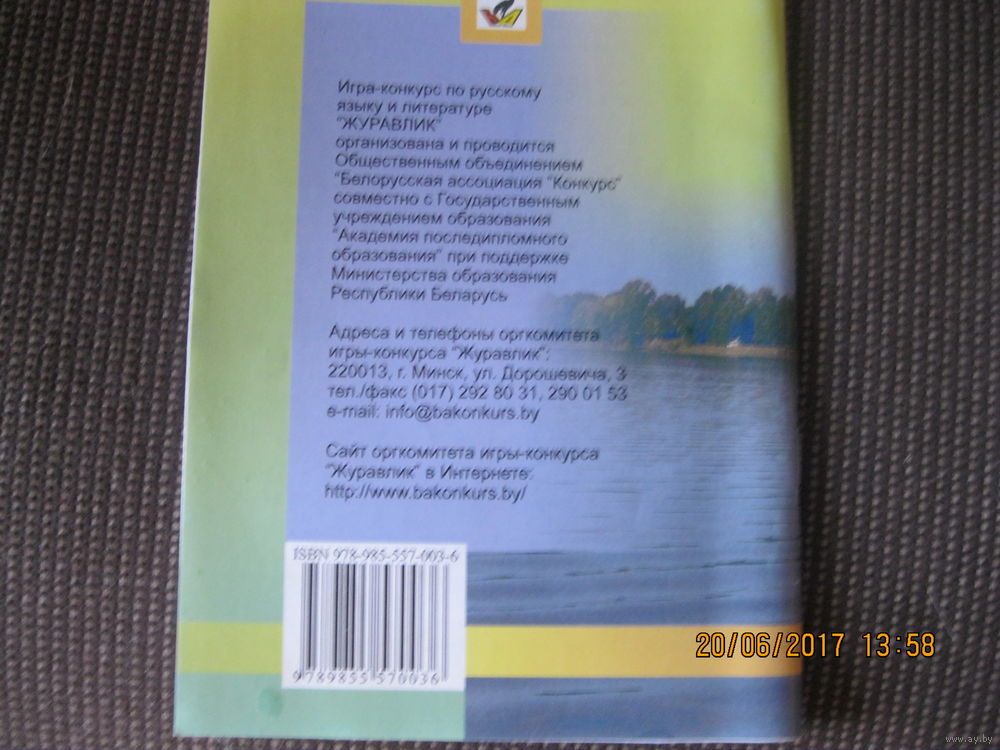 Игра-конкурс по русскому
языку и литературе
"ЖУРАВЛИК"
организована и проводится
Общественным объединением
"Белорусская ассоциация "Конкурс"
совместно с Государственным
учреждением образования
"Академия последипломного
образования" при поддержке
Министерства образования
Республики Беларусь
Адреса и телефоны оргкомитета
игры-конкурса "Журавлик":
220013, г. Минск, ул. Дорошевича, 3
тел./факс (017) 292 80 31, 290 01 53
e-mail: info@bakonkurs.by
Сайт оргкомитета игры-конкурса
"Журавлик" в Интернете:
http://www.bakonkurs.by/
ISBN 978-985-557-003-6
9 789855 570036
20/06/2017 13:58
www.ay.by